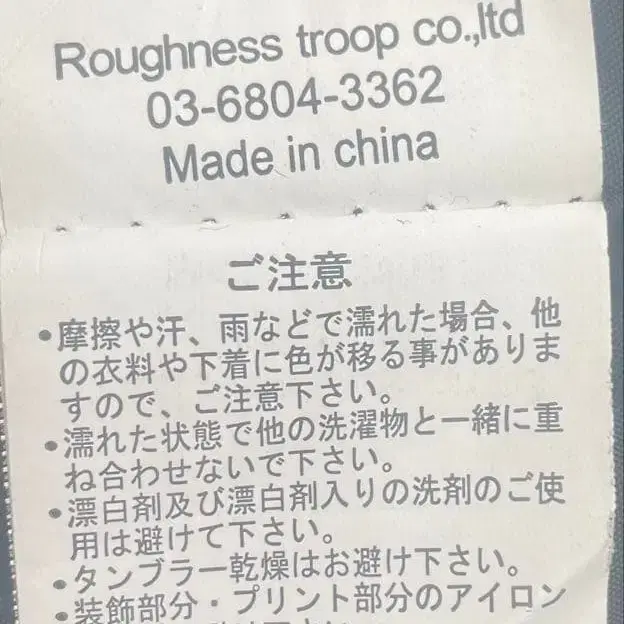 Roughness troop co.,ltd
03-6804-3362
Made in china
ご注意
•摩擦や汗、雨などで濡れた場合、他
の衣料や下着に色が移る事がありま
すので、ご注意下さい。
•濡れた状態で他の洗濯物と一緒に重
ね合わせないで下さい。
•漂白剤及び漂白剤入りの洗剤のご使
用は避けて下さい。
•タンブラー乾燥はお避け下さい。
•装飾部分・プリント部分のアイロン